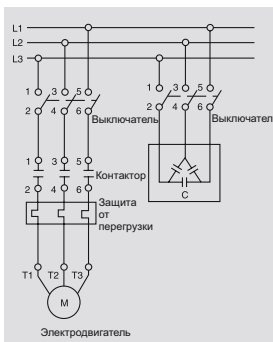 L1
L2
L3
1 3 5 1 3 5
2 4 6 Выключатель 2 4 6 Выключател
1 3 5
Контактор
2 4 6
C
Защита
от
перегрузки
T1 T2 T3
M
Электродвигатель